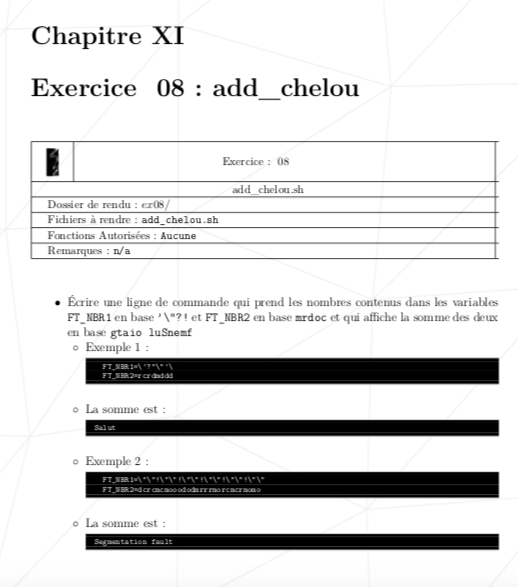 Chapitre XI
Exercice 08 : add_chelou
Exercice : 08
add_chelou.sh
Dossier de rendu : ex08/
Fichiers à rendre : add_chelou.sh
Fonctions Autorisées : Aucune
Remarques : n/a
• Écrire une ligne de commande qui prend les nombres contenus dans les variables
FT_NBR1 en base '\"?! et FT_NBR2 en base mrdoc et qui affiche la somme des deux
en base gtaio luSnemf
◦ Exemple 1 :
FT_NBR1=\'?"\"'\
FT_NBR2=rcrdmddd
◦ La somme est :
Salut
◦ Exemple 2 :
FT_NBR1=\"\"!\"\"!\"\"!\"\"!\"\"!\"\"
FT_NBR2=dcrcmcmooododmrrrmorcmcrmomo
◦ La somme est :
Segmentation fault